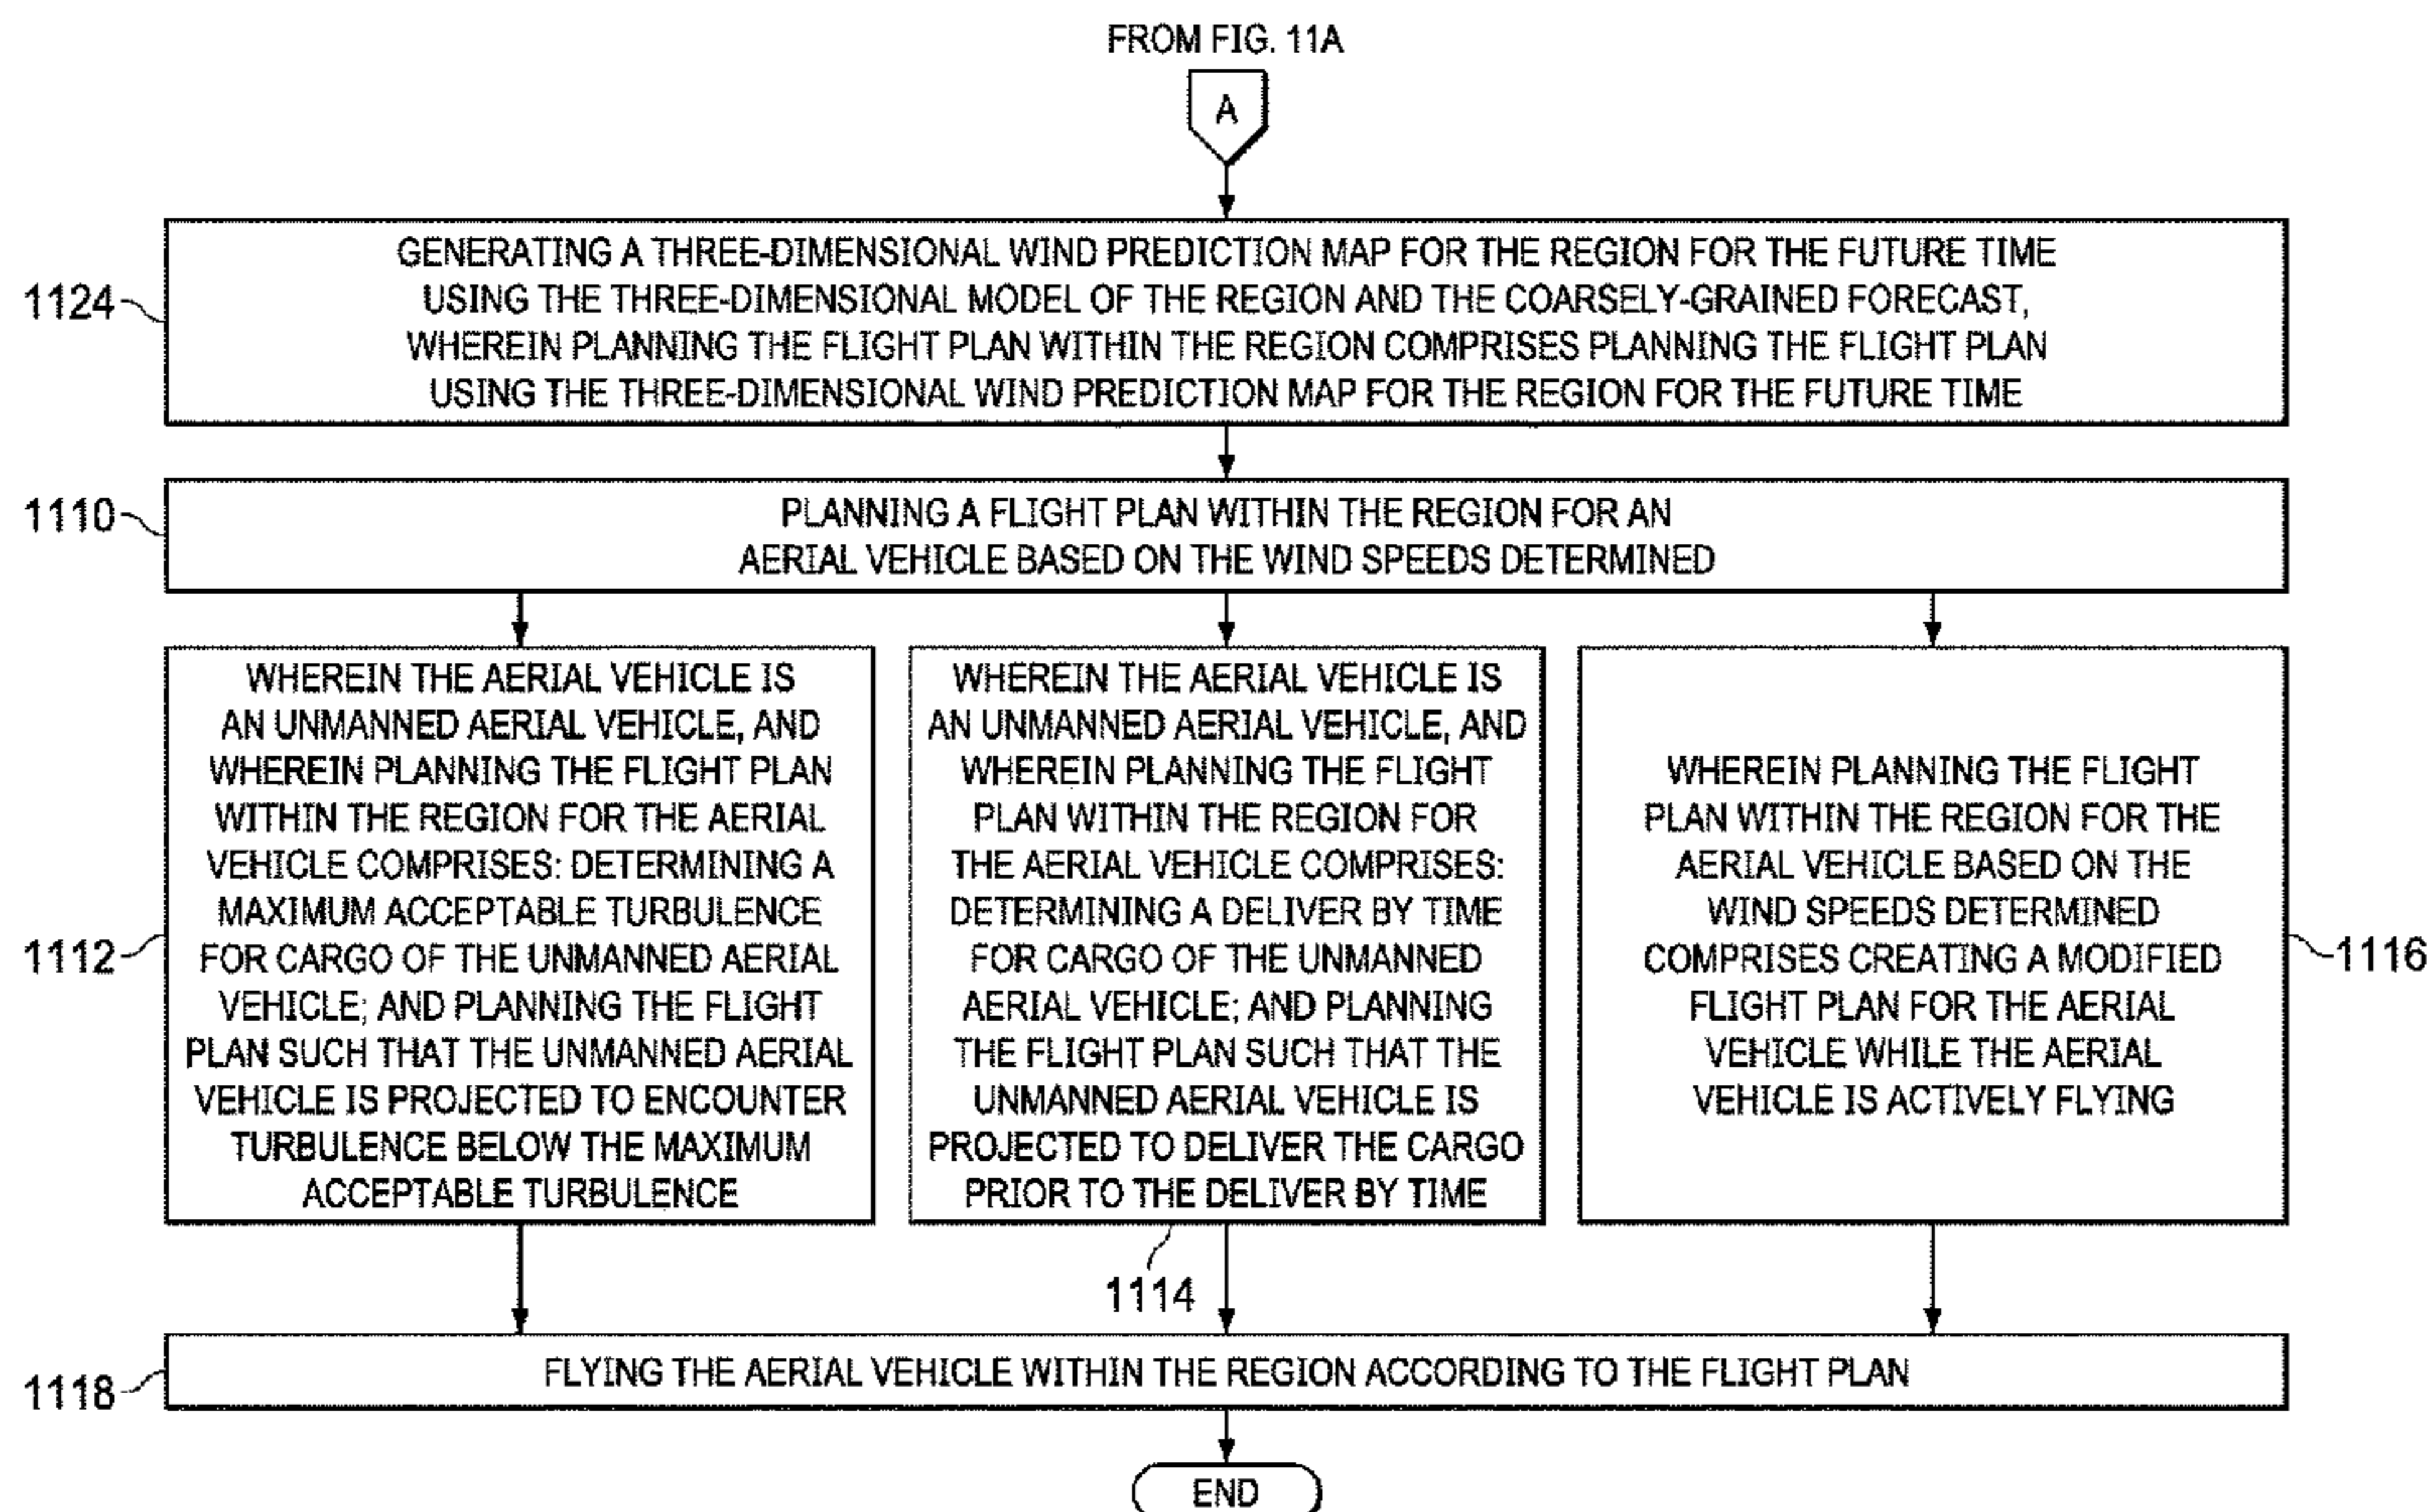 FROM FIG. 11A
A
1124
GENERATING A THREE-DIMENSIONAL WIND PREDICTION MAP FOR THE REGION FOR THE FUTURE TIME
USING THE THREE-DIMENSIONAL MODEL OF THE REGION AND THE COARSELY-GRAINED FORECAST,
WHEREIN PLANNING THE FLIGHT PLAN WITHIN THE REGION COMPRISES PLANNING THE FLIGHT PLAN
USING THE THREE-DIMENSIONAL WIND PREDICTION MAP FOR THE REGION FOR THE FUTURE TIME
1110
PLANNING A FLIGHT PLAN WITHIN THE REGION FOR AN
AERIAL VEHICLE BASED ON THE WIND SPEEDS DETERMINED
1112
WHEREIN THE AERIAL VEHICLE IS
AN UNMANNED AERIAL VEHICLE, AND
WHEREIN PLANNING THE FLIGHT PLAN
WITHIN THE REGION FOR THE AERIAL
VEHICLE COMPRISES: DETERMINING A
MAXIMUM ACCEPTABLE TURBULENCE
FOR CARGO OF THE UNMANNED AERIAL
VEHICLE; AND PLANNING THE FLIGHT
PLAN SUCH THAT THE UNMANNED AERIAL
VEHICLE IS PROJECTED TO ENCOUNTER
TURBULENCE BELOW THE MAXIMUM
ACCEPTABLE TURBULENCE
WHEREIN THE AERIAL VEHICLE IS
AN UNMANNED AERIAL VEHICLE, AND
WHEREIN PLANNING THE FLIGHT
PLAN WITHIN THE REGION FOR
THE AERIAL VEHICLE COMPRISES:
DETERMINING A DELIVER BY TIME
FOR CARGO OF THE UNMANNED
AERIAL VEHICLE; AND PLANNING
THE FLIGHT PLAN SUCH THAT THE
UNMANNED AERIAL VEHICLE IS
PROJECTED TO DELIVER THE CARGO
PRIOR TO THE DELIVER BY TIME
1114
WHEREIN PLANNING THE FLIGHT
PLAN WITHIN THE REGION FOR THE
AERIAL VEHICLE BASED ON THE
WIND SPEEDS DETERMINED
COMPRISES CREATING A MODIFIED
FLIGHT PLAN FOR THE AERIAL
VEHICLE WHILE THE AERIAL
VEHICLE IS ACTIVELY FLYING
1116
1118
FLYING THE AERIAL VEHICLE WITHIN THE REGION ACCORDING TO THE FLIGHT PLAN
END